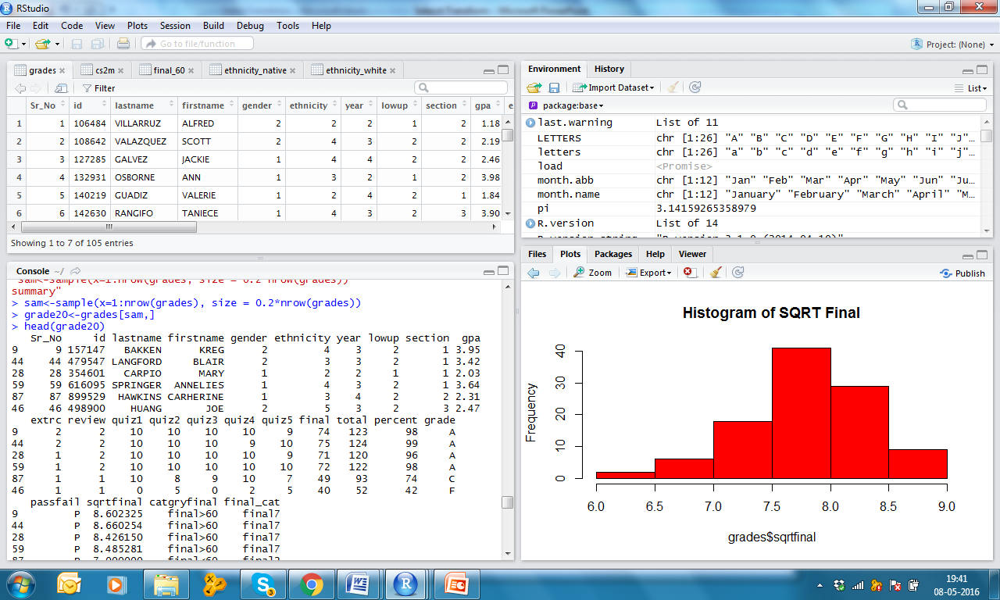 RStudio
File Edit Code View Plots Session Build Debug Tools Help
Go to file/function
Project: (None)
grades cs2m final_60 ethnicity_native ethnicity_white
Filter
Sr_No id lastname firstname gender ethnicity year lowup section gpa e
1 1 106484 VILLARRUZ ALFRED 2 2 2 1 2 1.18
2 2 108642 VALAZQUEZ SCOTT 2 4 3 2 2 2.19
3 3 127285 GALVEZ JACKIE 1 4 4 2 2 2.46
4 4 132931 OSBORNE ANN 1 3 2 1 2 3.98
5 5 140219 GUADIZ VALERIE 1 2 4 2 1 1.84
6 6 142630 RANGIFO TANIECE 1 4 3 2 3 3.90
Showing 1 to 7 of 105 entries
Console ~/
sam<-sample(x=1:nrow(grades, size = 0.2*nrow(grades))
summary"
> sam<-sample(x=1:nrow(grades), size = 0.2*nrow(grades))
> grade20<-grades[sam,]
> head(grade20)
Sr_No id lastname firstname gender ethnicity year lowup section gpa
9 9 157147 BAKKEN KREG 2 4 3 2 1 3.95
44 44 479547 LANGFORD BLAIR 2 3 3 2 1 3.42
28 28 354601 CARPIO MARY 1 2 2 1 1 2.03
59 59 616095 SPRINGER ANNELIES 1 4 3 2 1 3.64
87 87 899529 HAWKINS CARHERINE 1 3 4 2 2 2.31
46 46 498900 HUANG JOE 2 5 3 2 3 2.47
extrc review quiz1 quiz2 quiz3 quiz4 quiz5 final total percent grade
9 2 2 10 10 10 10 9 74 123 98 A
44 2 2 10 10 10 9 10 75 124 99 A
28 1 2 10 10 10 10 9 71 120 96 A
59 1 2 10 10 10 10 10 72 122 98 A
87 1 1 10 8 9 10 7 49 93 74 C
46 1 1 0 5 0 2 5 40 52 42 F
passfail sqrtfinal catgryfinal final_cat
9 P 8.602325 final>60 final7
44 P 8.660254 final>60 final7
28 P 8.426150 final>60 final7
59 P 8.485281 final>60 final7
Environment History
Import Dataset List
package:base
last.warning List of 11
LETTERS chr [1:26] "A" "B" "C" "D" "E" "F" "G" "H" "I" "J"…
letters chr [1:26] "a" "b" "c" "d" "e" "f" "g" "h" "i" "j"…
load <Promise>
month.abb chr [1:12] "Jan" "Feb" "Mar" "Apr" "May" "Jun" "Ju…
month.name chr [1:12] "January" "February" "March" "April" "M…
pi 3.14159265358979
R.version List of 14
Files Plots Packages Help Viewer
Zoom Export Publish
Histogram of SQRT Final
Frequency
0 10 20 30 40
6.0 6.5 7.0 7.5 8.0 8.5 9.0
grades$sqrtfinal
3
19:41
08-05-2016